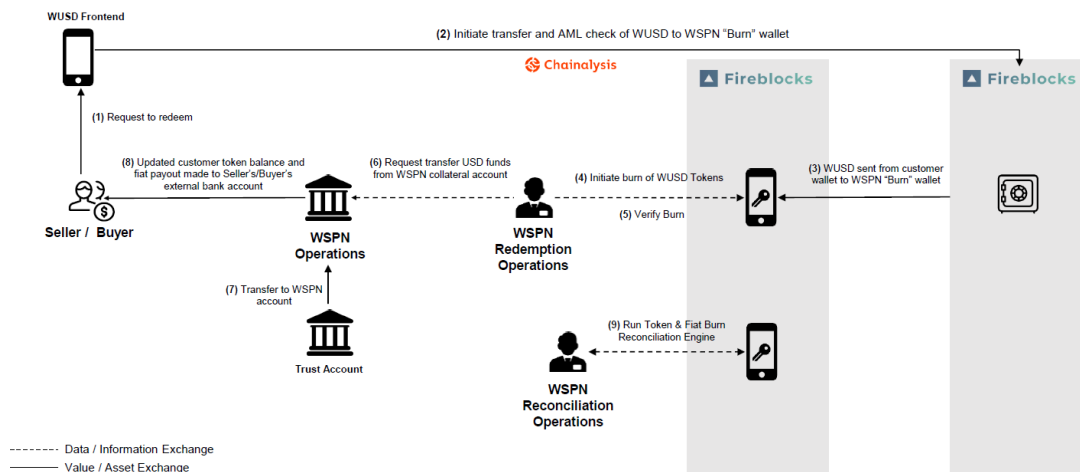 WUSD Frontend
(2) Initiate transfer and AML check of WUSD to WSPN “Burn” wallet
Chainalysis
Fireblocks
Fireblocks
(1) Request to redeem
(8) Updated customer token balance and
fiat payout made to Seller’s/Buyer’s
external bank account
(6) Request transfer USD funds
from WSPN collateral account
(4) Initiate burn of WUSD Tokens
(3) WUSD sent from customer
wallet to WSPN “Burn” wallet
(5) Verify Burn
$
Seller / Buyer
WSPN
Operations
WSPN
Redemption
Operations
(7) Transfer to WSPN
account
Trust Account
(9) Run Token & Fiat Burn
Reconciliation Engine
WSPN
Reconciliation
Operations
Data / Information Exchange
Value / Asset Exchange